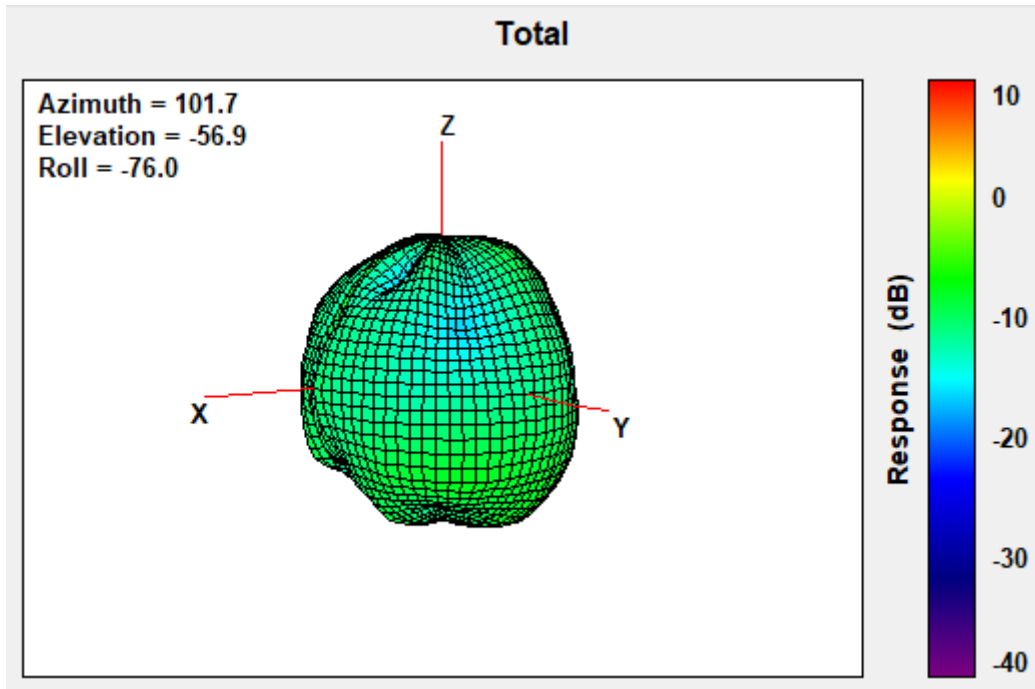 Total
Azimuth = 101.7
Elevation = -56.9
Roll = -76.0
Z
X
Y
10
0
-10
-20
-30
-40
Response (dB)